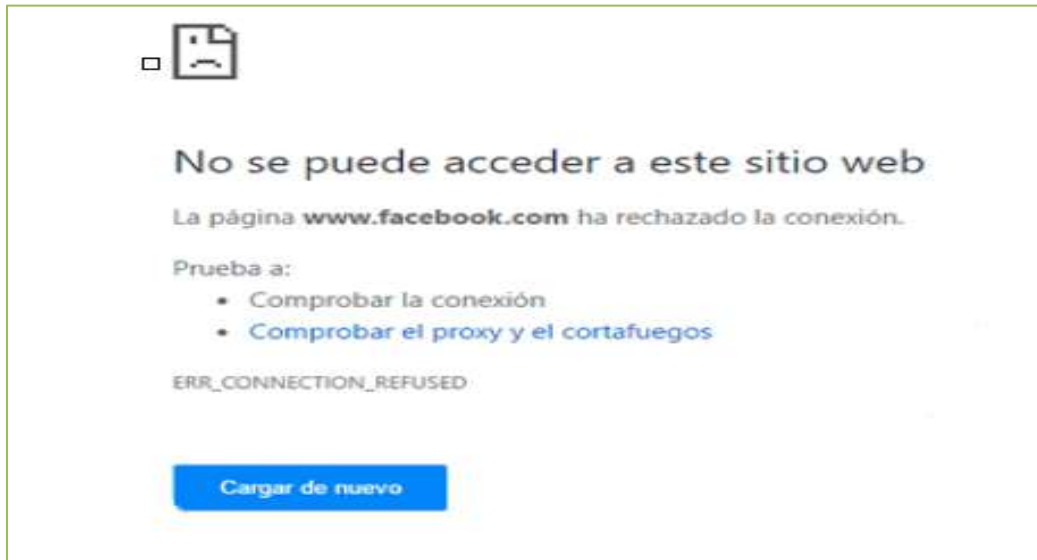 No se puede acceder a este sitio web
La página www.facebook.com ha rechazado la conexión.
Prueba a:
• Comprobar la conexión
• Comprobar el proxy y el cortafuegos
ERR_CONNECTION_REFUSED
Cargar de nuevo